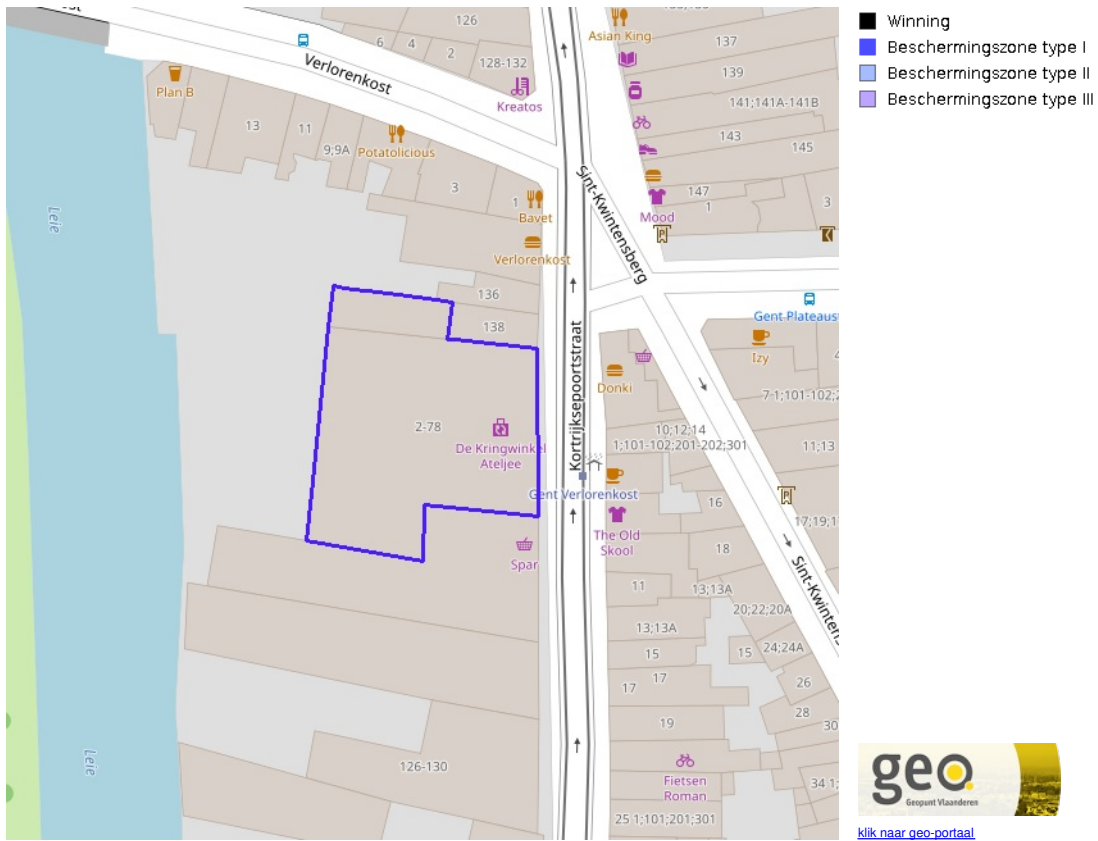 126
6
4
2
128-132
Verlorenkost
Kreatos
Plan B
13
11
9;9A
Potatolicious
3
1
Bavet
Verlorenkost
Asian King
137
139
141;141A-141B
143
145
147
1
3
Mood
Sint-Kwintensberg
Leie
136
138
Gent Plateaust
Izy
Donki
7 1;101-102;2
Kortrijksepoortstraat
2-78
De Kringwinkel
Ateljee
10;12;14
1;101-102;201-202;301
11;13
Gent Verlorenkost
16
17;19;1
The Old
Skool
Spar
18
Sint-Kwintens
11
13;13A
20;22;20A
13;13A
15
15
24;24A
17
17
26
28
30
19
Leie
126-130
Fietsen
Roman
34 1;
25 1;101;201;301
Winning
Beschermingszone type I
Beschermingszone type II
Beschermingszone type III
geo
Geopunt Vlaanderen
klik naar geo-portaal